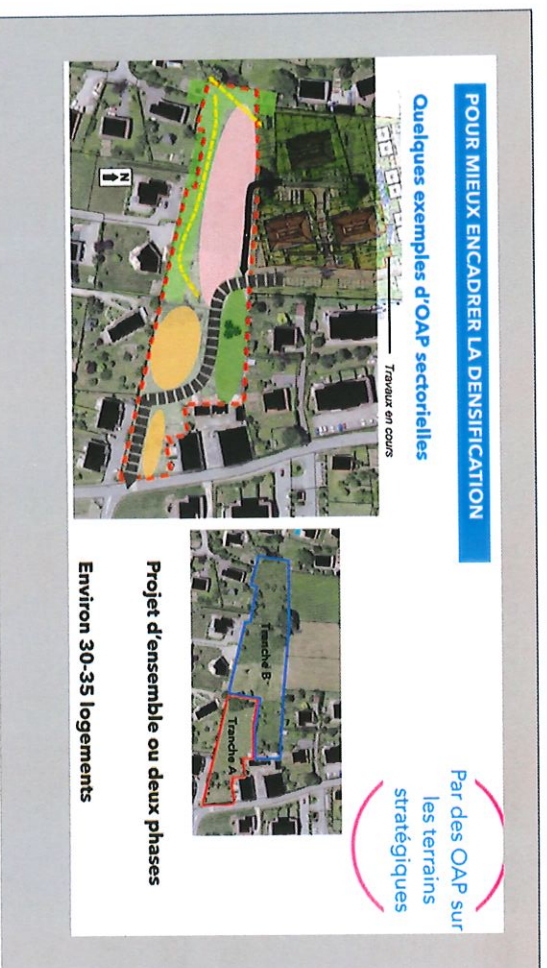 POUR MIEUX ENCADRER LA DENSIFICATION
Quelques exemples d'OAP sectorielles
Par des OAP sur
les terrains
stratégiques
Travaux en cours
N
Tranche B
Tranche A
Projet d'ensemble ou deux phases
Environ 30-35 logements